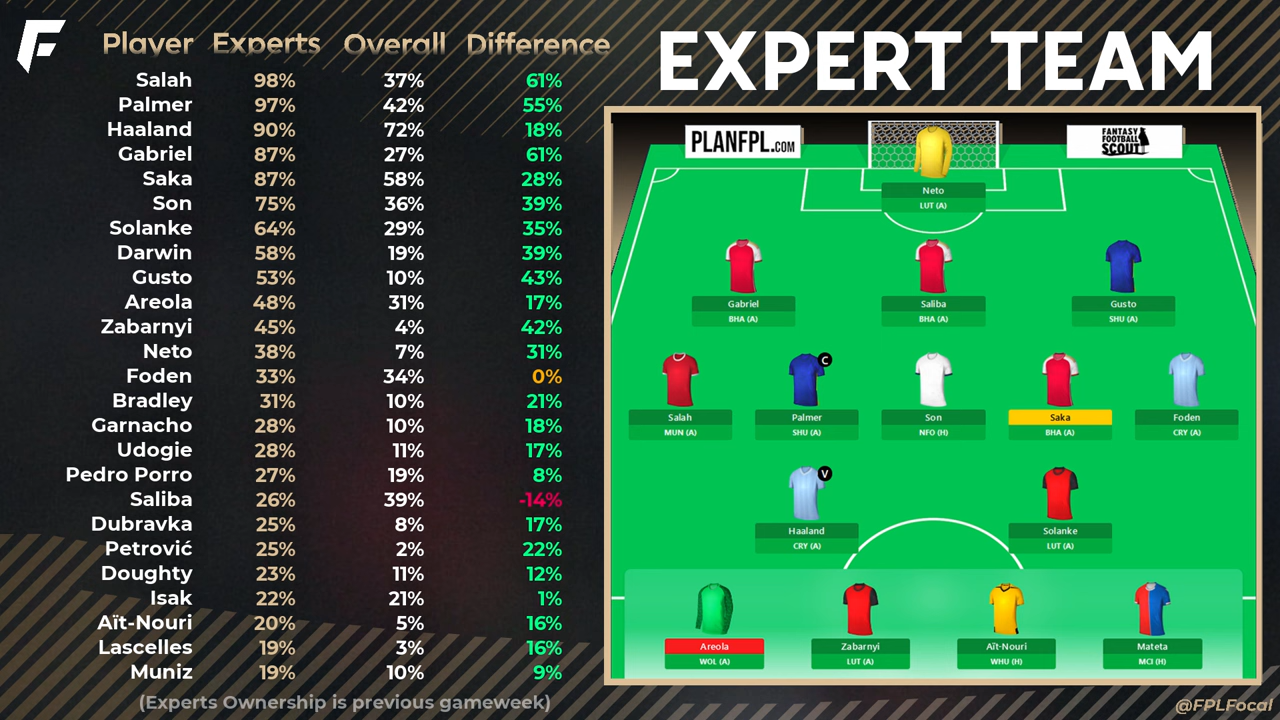 F
Player Experts Overall Difference
Salah 98% 37% 61%
Palmer 97% 42% 55%
Haaland 90% 72% 18%
Gabriel 87% 27% 61%
Saka 87% 58% 28%
Son 75% 36% 39%
Solanke 64% 29% 35%
Darwin 58% 19% 39%
Gusto 53% 10% 43%
Areola 48% 31% 17%
Zabarnyi 45% 4% 42%
Neto 38% 7% 31%
Foden 33% 34% 0%
Bradley 31% 10% 21%
Garnacho 28% 10% 18%
Udogie 28% 11% 17%
Pedro Porro 27% 19% 8%
Saliba 26% 39% -14%
Dubravka 25% 8% 17%
Petrović 25% 2% 22%
Doughty 23% 11% 12%
Isak 22% 21% 1%
Aït-Nouri 20% 5% 16%
Lascelles 19% 3% 16%
Muniz 19% 10% 9%
(Experts Ownership is previous gameweek)
EXPERT TEAM
PLANFPL.COM
FANTASY
FOOTBALL
SCOUT
Neto
LUT (A)
Gabriel Saliba Gusto
BHA (A) BHA (A) SHU (A)
C
Salah Palmer Son Saka Foden
MUN (A) SHU (A) NFO (H) BHA (A) CRY (A)
V
Haaland Solanke
CRY (A) LUT (A)
Areola Zabarnyi Aït-Nouri Mateta
WOL (A) LUT (A) WHU (H) MCI (H)
@FPLFocal